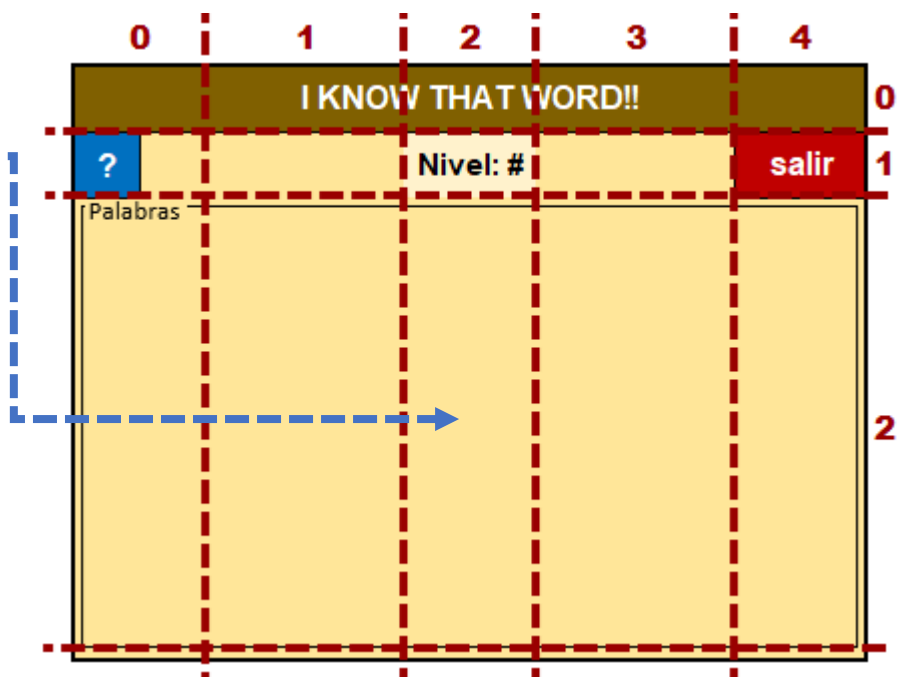 0 1 2 3 4
I KNOW THAT WORD!! 0
? Nivel: # salir 1
Palabras
2